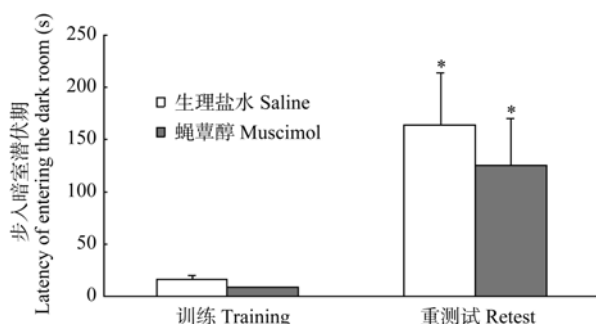 步入暗室潜伏期
Latency of entering the dark room (s)
250
200
150
100
50
0
生理盐水 Saline
蝇蕈醇 Muscimol
*
*
训练 Training
重测试 Retest